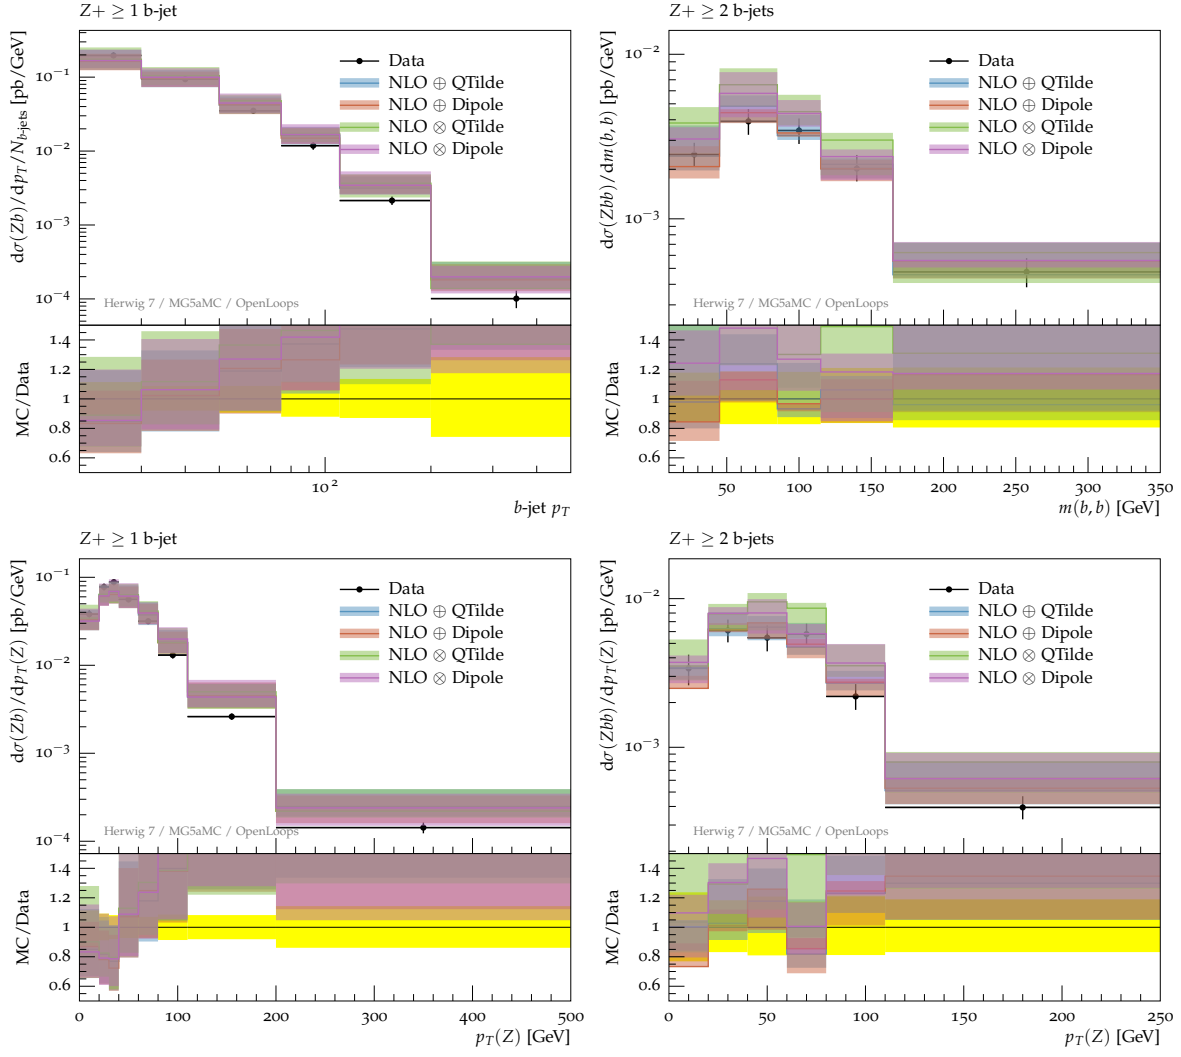 Z+ ≥ 1 b-jet
dσ(Zb)/dp_T/N_{b-jets} [pb/GeV]
10^{-1}
10^{-2}
10^{-3}
10^{-4}
Data
NLO ⊕ QTilde
NLO ⊕ Dipole
NLO ⊗ QTilde
NLO ⊗ Dipole
Herwig 7 / MG5aMC / OpenLoops
MC/Data
1.4
1.2
1
0.8
0.6
10^2
b-jet p_T
Z+ ≥ 2 b-jets
dσ(Zbb)/dm(b, b) [pb/GeV]
10^{-2}
10^{-3}
Data
NLO ⊕ QTilde
NLO ⊕ Dipole
NLO ⊗ QTilde
NLO ⊗ Dipole
Herwig 7 / MG5aMC / OpenLoops
MC/Data
1.4
1.2
1
0.8
0.6
50 100 150 200 250 300 350
m(b, b) [GeV]
Z+ ≥ 1 b-jet
dσ(Zb)/dp_T(Z) [pb/GeV]
10^{-1}
10^{-2}
10^{-3}
10^{-4}
Data
NLO ⊕ QTilde
NLO ⊕ Dipole
NLO ⊗ QTilde
NLO ⊗ Dipole
Herwig 7 / MG5aMC / OpenLoops
MC/Data
1.4
1.2
1
0.8
0.6
0 100 200 300 400 500
p_T(Z) [GeV]
Z+ ≥ 2 b-jets
dσ(Zbb)/dp_T(Z) [pb/GeV]
10^{-2}
10^{-3}
Data
NLO ⊕ QTilde
NLO ⊕ Dipole
NLO ⊗ QTilde
NLO ⊗ Dipole
Herwig 7 / MG5aMC / OpenLoops
MC/Data
1.4
1.2
1
0.8
0.6
0 50 100 150 200 250
p_T(Z) [GeV]